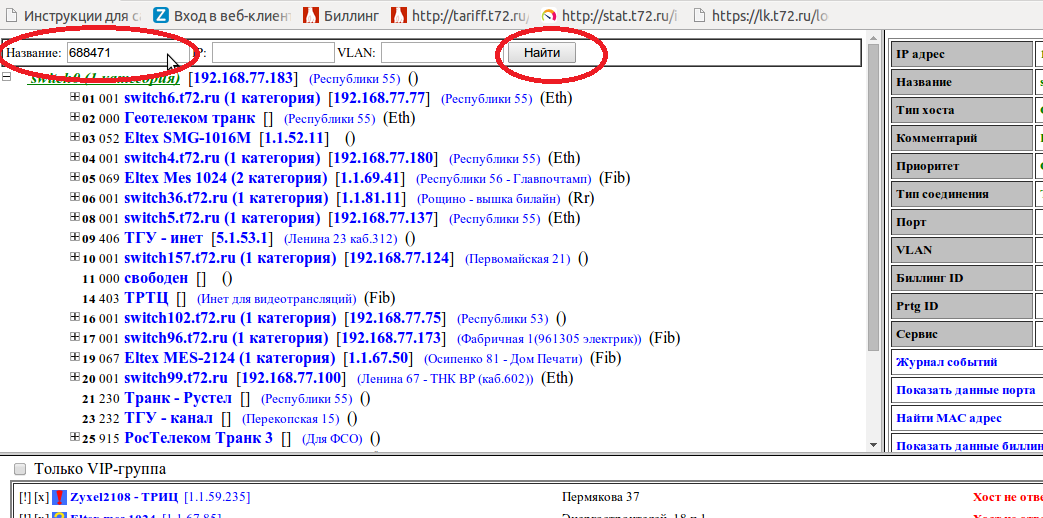 Инструкции для с Вход в веб-клиен Биллинг http://tariff.t72.ru/ http://stat.t72.ru/i https://lk.t72.ru/lo
Название: 688471 IP: VLAN: Найти
switch0 (1 категория) [192.168.77.183] (Республики 55) ()
01 001 switch6.t72.ru (1 категория) [192.168.77.77] (Республики 55) (Eth)
02 000 Геотелеком транк [] (Республики 55) (Eth)
03 052 Eltex SMG-1016M [1.1.52.11] ()
04 001 switch4.t72.ru (1 категория) [192.168.77.180] (Республики 55) (Eth)
05 069 Eltex Mes 1024 (2 категория) [1.1.69.41] (Республики 56 - Главпочтамп) (Fib)
06 001 switch36.t72.ru (1 категория) [1.1.81.11] (Рощино - вышка билайн) (Rr)
08 001 switch5.t72.ru (1 категория) [192.168.77.137] (Республики 55) (Eth)
09 406 ТГУ - инет [5.1.53.1] (Ленина 23 каб.312) ()
10 001 switch157.t72.ru (1 категория) [192.168.77.124] (Первомайская 21) ()
11 000 свободен [] ()
14 403 ТРТЦ [] (Инет для видеотрансляций) (Fib)
16 001 switch102.t72.ru (1 категория) [192.168.77.75] (Республики 53) ()
17 001 switch96.t72.ru (1 категория) [192.168.77.173] (Фабричная 1(961305 электрик)) (Fib)
19 067 Eltex MES-2124 (1 категория) [1.1.67.50] (Осипенко 81 - Дом Печати) (Fib)
20 001 switch99.t72.ru [192.168.77.100] (Ленина 67 - ТНК ВР (каб.602)) (Eth)
21 230 Транк - Рустел [] (Республики 55) ()
23 232 ТГУ - канал [] (Перекопская 15) ()
25 915 РосТелеком Транк 3 [] (Для ФСО) ()
IP адрес
Название
Тип хоста
Комментарий
Приоритет
Тип соединения
Порт
VLAN
Биллинг ID
Prtg ID
Сервис
Журнал событий
Показать данные порта
Найти MAC адрес
Показать данные биллин
Только VIP-группа
[!] [x] Zyxel2108 - ТРИЦ [1.1.59.235] Пермякова 37 Хост не отве
[!] [x] Eltex mes 1024 [1.1.67.85]